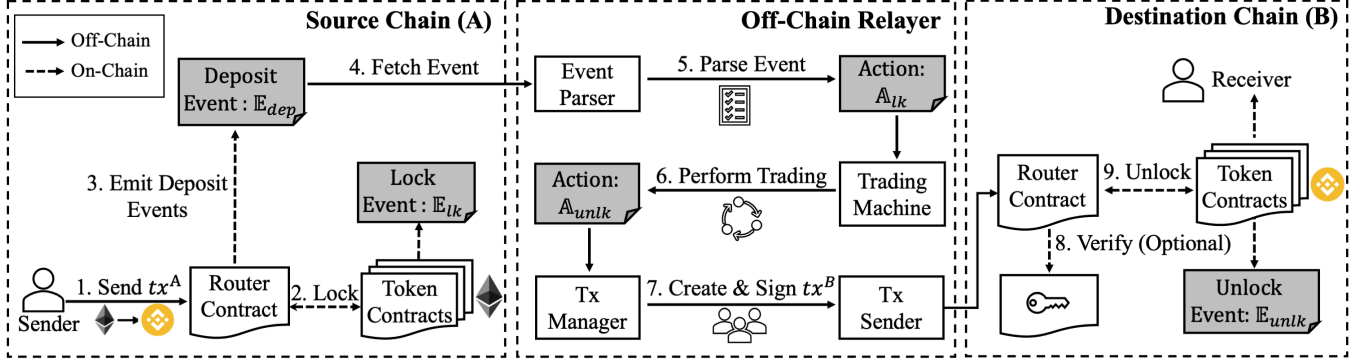 Source Chain (A)
Off-Chain
On-Chain
Deposit
Event : 𝔼𝑑𝑒𝑝
4. Fetch Event
3. Emit Deposit
Events
Lock
Event : 𝔼𝑙𝑘
Sender
1. Send 𝑡𝑥ᴬ
Router
Contract
2. Lock
Token
Contracts
Off-Chain Relayer
Event
Parser
5. Parse Event
Action:
𝔸𝑙𝑘
Trading
Machine
6. Perform Trading
Action:
𝔸𝑢𝑛𝑙𝑘
Tx
Manager
7. Create & Sign 𝑡𝑥ᴮ
Tx
Sender
Destination Chain (B)
Receiver
Router
Contract
9. Unlock
Token
Contracts
8. Verify (Optional)
Unlock
Event: 𝔼𝑢𝑛𝑙𝑘